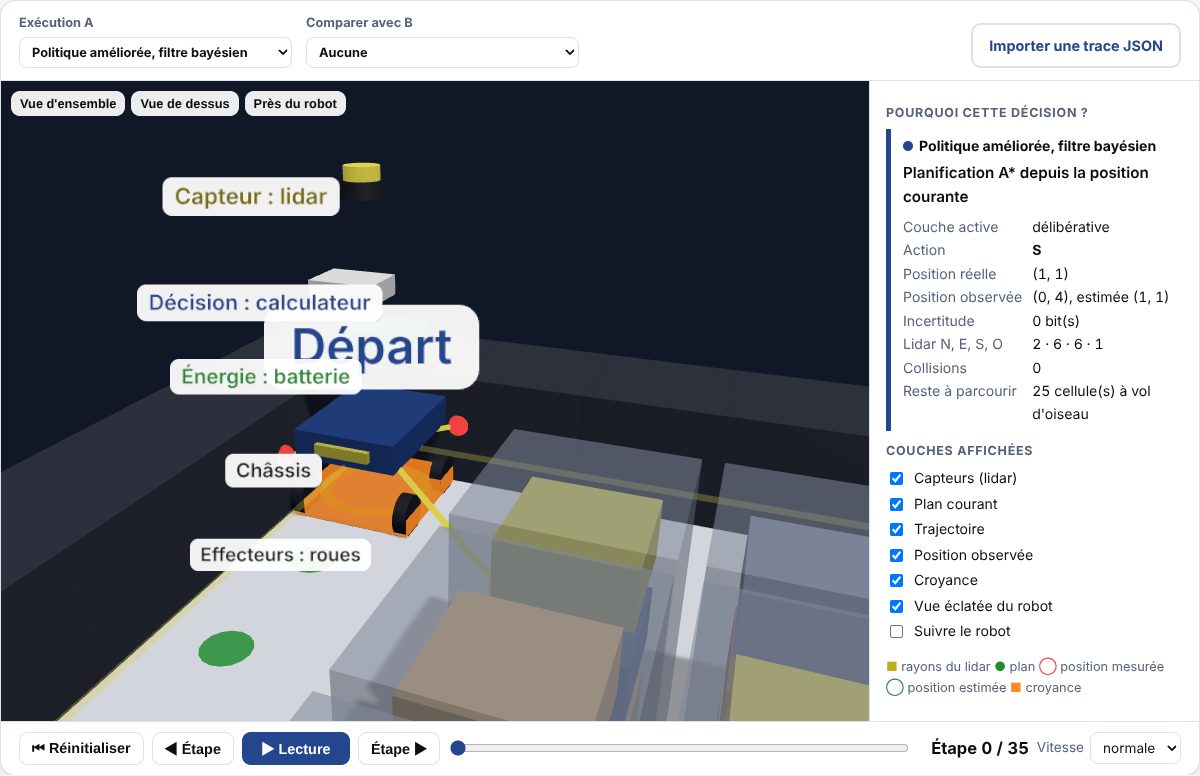 Exécution A
Comparer avec B
Politique améliorée, filtre bayésien
Aucune
Importer une trace JSON
Vue d'ensemble
Vue de dessus
Près du robot
Capteur : lidar
Décision : calculateur
Départ
Énergie : batterie
Châssis
Effecteurs : roues
POURQUOI CETTE DÉCISION ?
Politique améliorée, filtre bayésien
Planification A* depuis la position
courante
Couche active délibérative
Action S
Position réelle (1, 1)
Position observée (0, 4), estimée (1, 1)
Incertitude 0 bit(s)
Lidar N, E, S, O 2 · 6 · 6 · 1
Collisions 0
Reste à parcourir 25 cellule(s) à vol
d'oiseau
COUCHES AFFICHÉES
Capteurs (lidar)
Plan courant
Trajectoire
Position observée
Croyance
Vue éclatée du robot
Suivre le robot
rayons du lidar plan position mesurée
position estimée croyance
⏮ Réinitialiser
◀ Étape
▶ Lecture
Étape ▶
Étape 0 / 35
Vitesse
normale